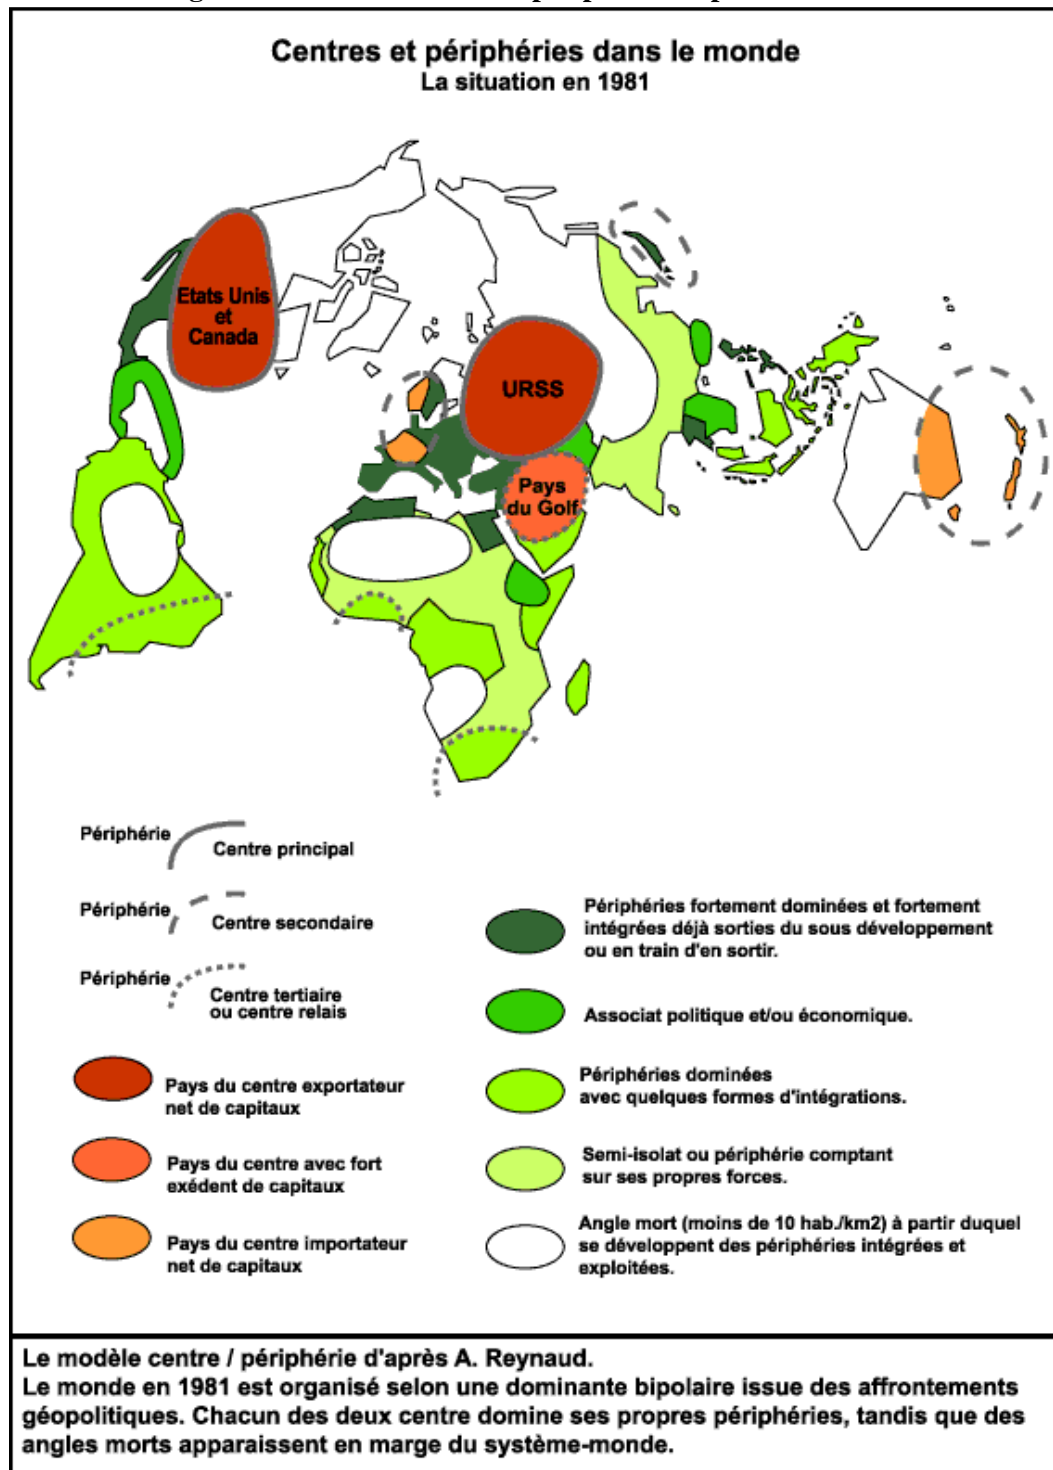 Centres et périphéries dans le monde
La situation en 1981
Etats Unis
et
Canada
URSS
Pays
du Golf
Périphérie
Centre principal
Périphérie
Centre secondaire
Périphérie
Centre tertiaire
ou centre relais
Pays du centre exportateur
net de capitaux
Pays du centre avec fort
exédent de capitaux
Pays du centre importateur
net de capitaux
Périphéries fortement dominées et fortement
intégrées déjà sorties du sous développement
ou en train d'en sortir.
Associat politique et/ou économique.
Périphéries dominées
avec quelques formes d'intégrations.
Semi-isolat ou périphérie comptant
sur ses propres forces.
Angle mort (moins de 10 hab./km2) à partir duquel
se développent des périphéries intégrées et
exploitées.
Le modèle centre / périphérie d'après A. Reynaud.
Le monde en 1981 est organisé selon une dominante bipolaire issue des affrontements
géopolitiques. Chacun des deux centre domine ses propres périphéries, tandis que des
angles morts apparaissent en marge du système-monde.